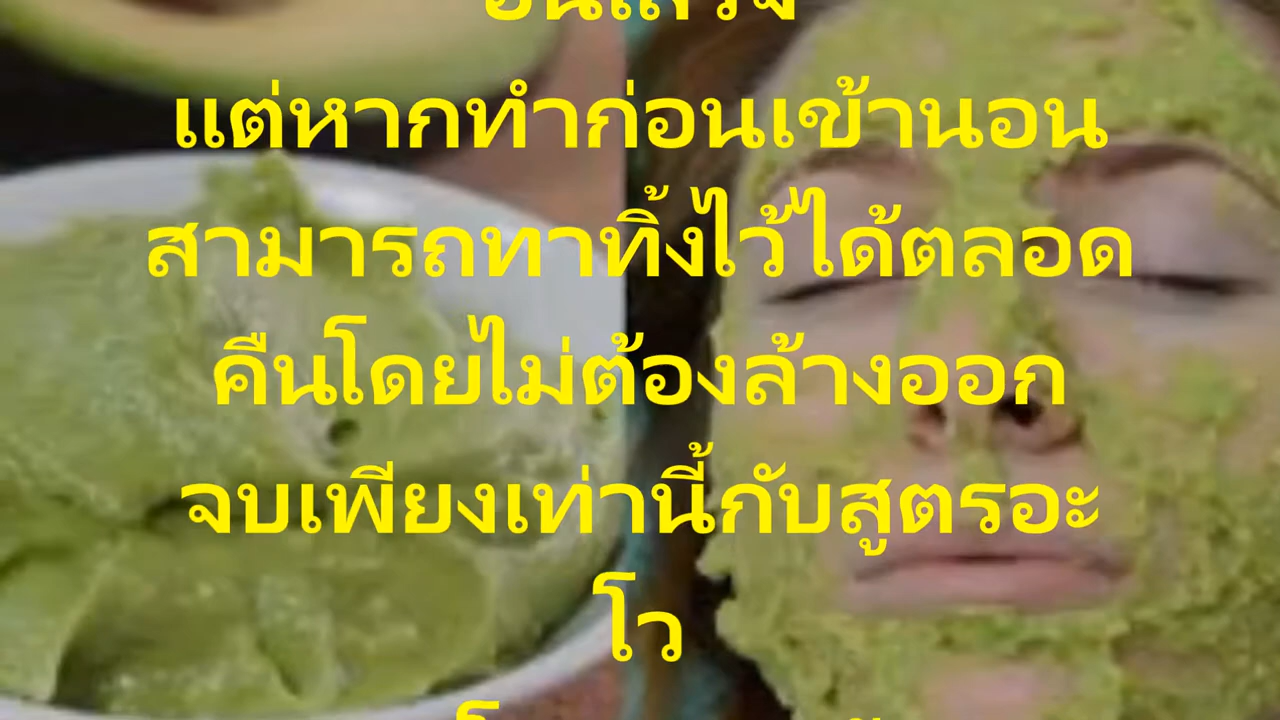 แต่หากทำก่อนเข้านอน
สามารถทาทิ้งไว้ได้ตลอด
คืนโดยไม่ต้องล้างออก
จบเพียงเท่านี้กับสูตรอะ
โว